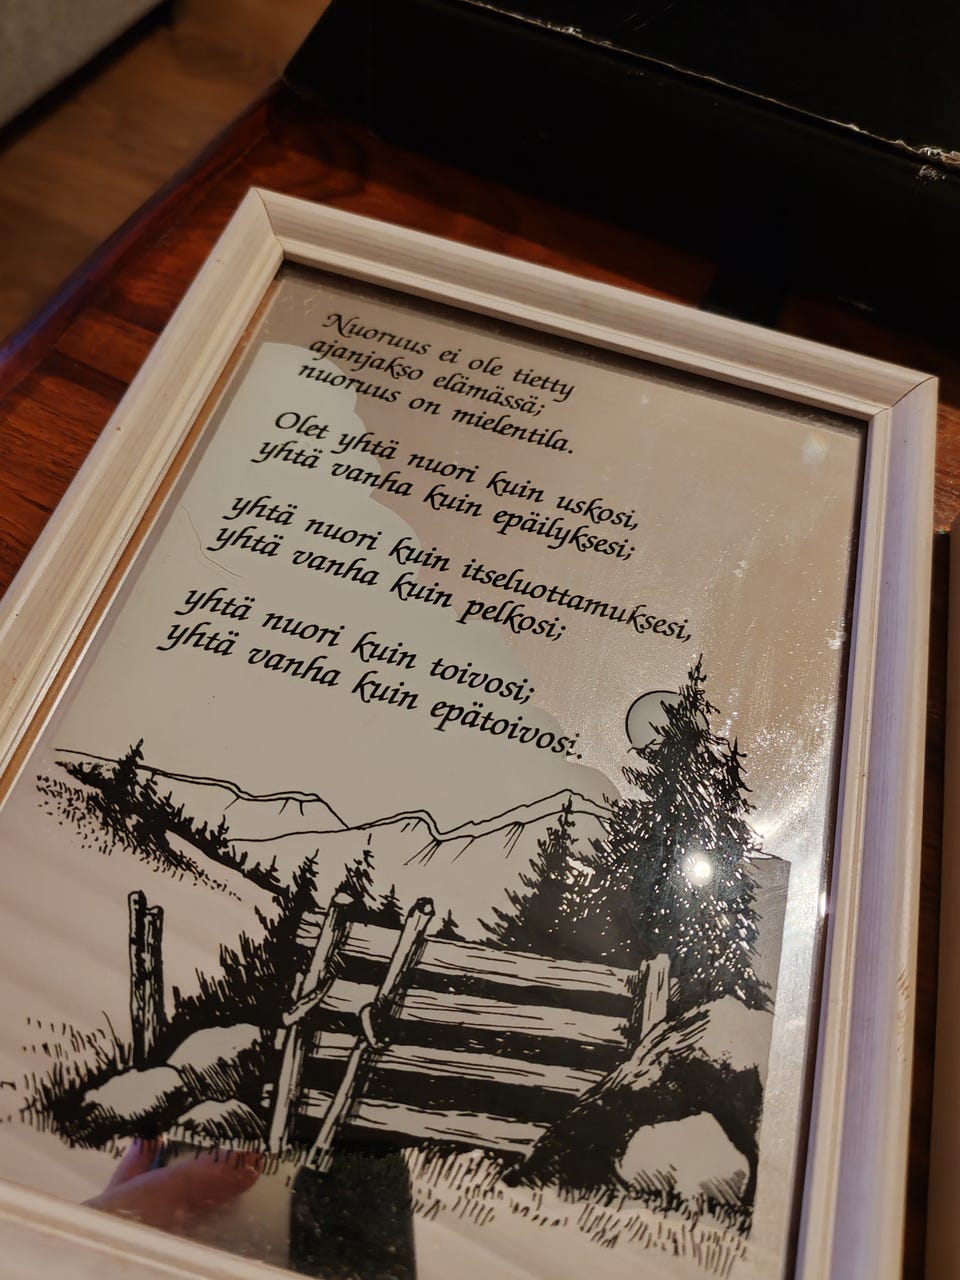 Nuoruus ei ole tietty
ajanjakso elämässä;
nuoruus on mielentila.
Olet yhtä nuori kuin uskosi,
yhtä vanha kuin epäilyksesi;
yhtä nuori kuin itseluottamuksesi,
yhtä vanha kuin pelkosi;
yhtä nuori kuin toivosi;
yhtä vanha kuin epätoivosi.